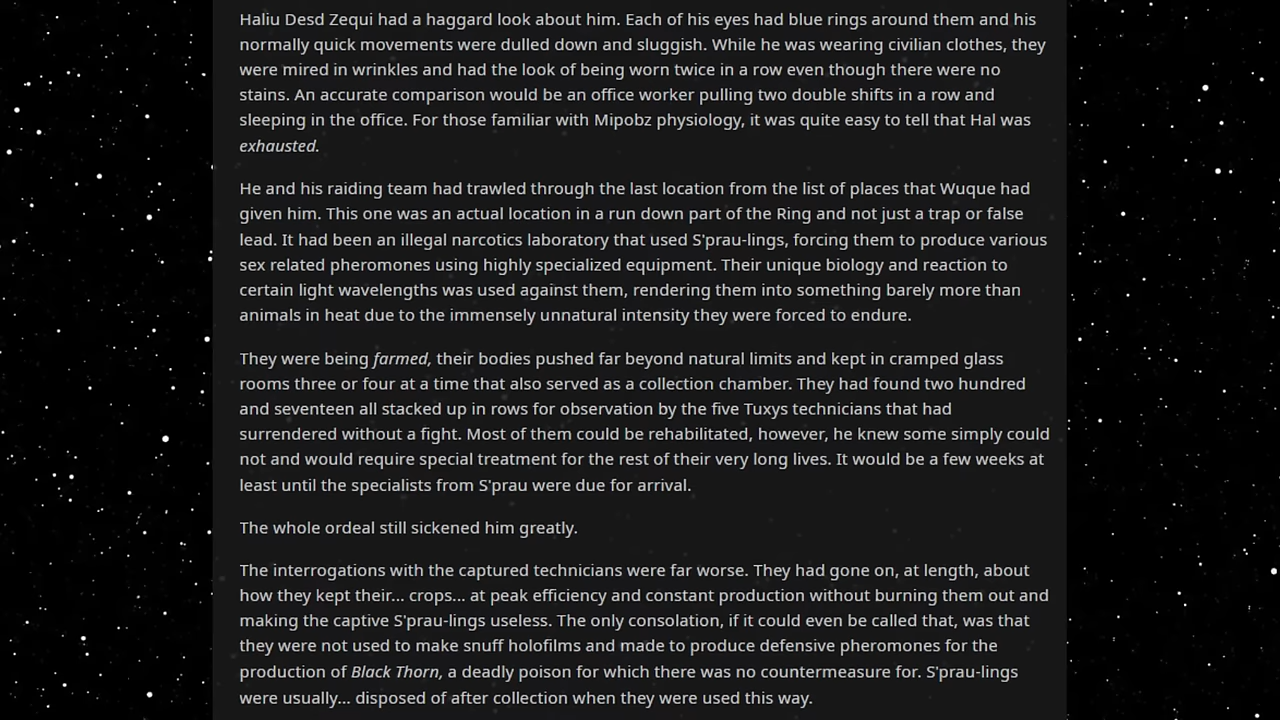 Haliu Desd Zequi had a haggard look about him. Each of his eyes had blue rings around them and his
normally quick movements were dulled down and sluggish. While he was wearing civilian clothes, they
were mired in wrinkles and had the look of being worn twice in a row even though there were no
stains. An accurate comparison would be an office worker pulling two double shifts in a row and
sleeping in the office. For those familiar with Mipobz physiology, it was quite easy to tell that Hal was
exhausted.
He and his raiding team had trawled through the last location from the list of places that Wuque had
given him. This one was an actual location in a run down part of the Ring and not just a trap or false
lead. It had been an illegal narcotics laboratory that used S'prau-lings, forcing them to produce various
sex related pheromones using highly specialized equipment. Their unique biology and reaction to
certain light wavelengths was used against them, rendering them into something barely more than
animals in heat due to the immensely unnatural intensity they were forced to endure.
They were being farmed, their bodies pushed far beyond natural limits and kept in cramped glass
rooms three or four at a time that also served as a collection chamber. They had found two hundred
and seventeen all stacked up in rows for observation by the five Tuxys technicians that had
surrendered without a fight. Most of them could be rehabilitated, however, he knew some simply could
not and would require special treatment for the rest of their very long lives. It would be a few weeks at
least until the specialists from S'prau were due for arrival.
The whole ordeal still sickened him greatly.
The interrogations with the captured technicians were far worse. They had gone on, at length, about
how they kept their... crops... at peak efficiency and constant production without burning them out and
making the captive S'prau-lings useless. The only consolation, if it could even be called that, was that
they were not used to make snuff holofilms and made to produce defensive pheromones for the
production of Black Thorn, a deadly poison for which there was no countermeasure for. S'prau-lings
were usually... disposed of after collection when they were used this way.